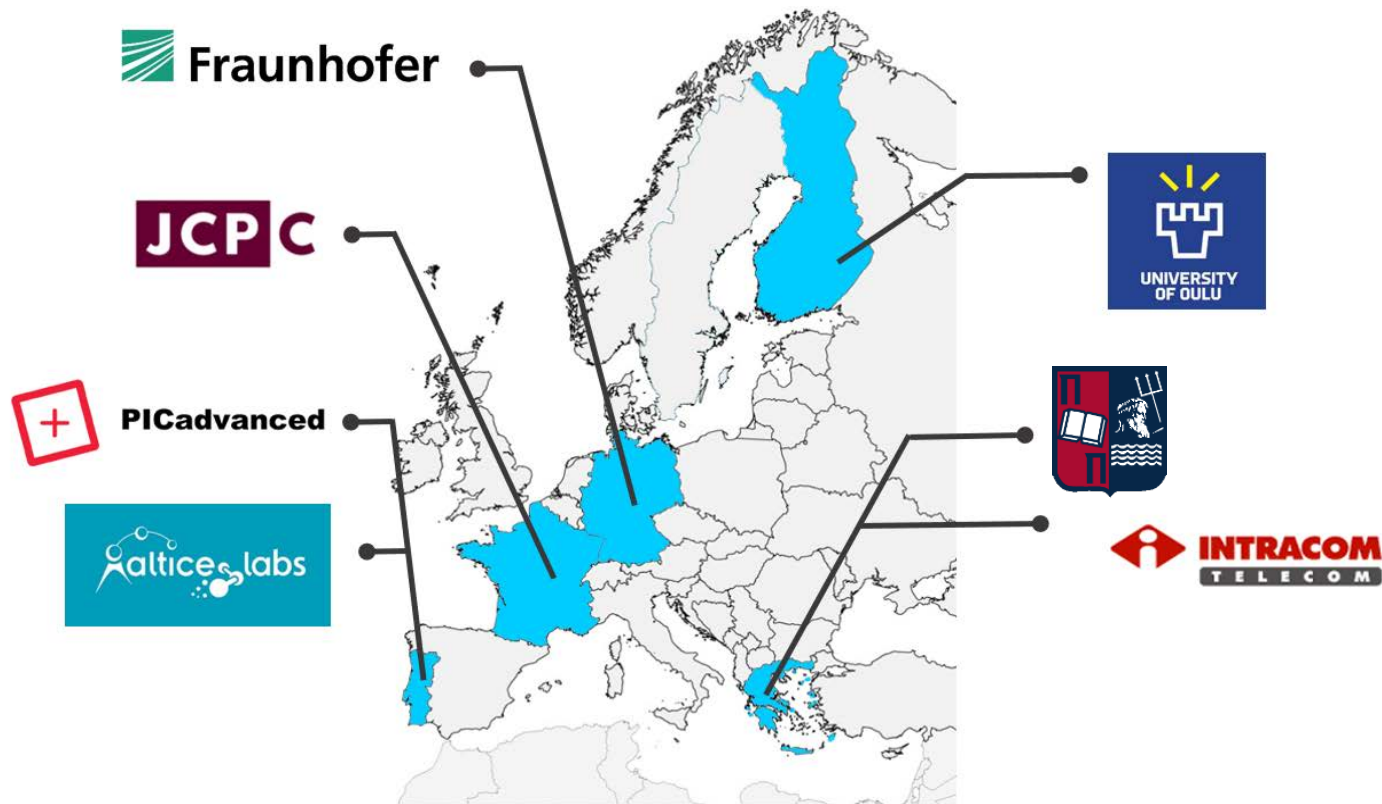 Fraunhofer
JCP C
PICadvanced
altice labs
UNIVERSITY
OF OULU
INTRACOM
TELECOM